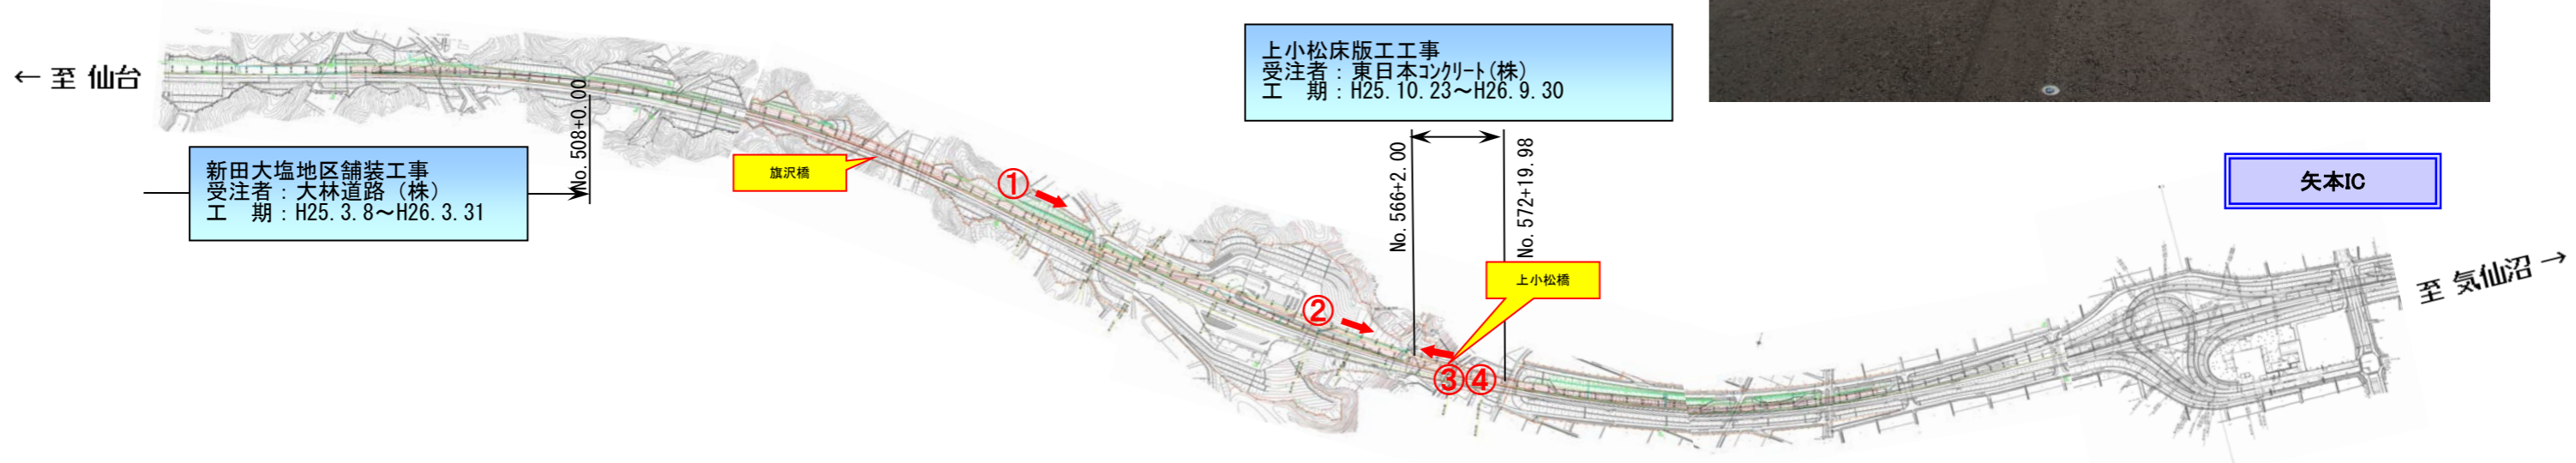 ← 至 仙台
新田大塩地区舗装工事
受注者：大林道路（株）
工　期：H25.3.8～H26.3.31
No.508+0.00
旗沢橋
①
②
上小松床版工工事
受注者：東日本ｺﾝｸﾘｰﾄ(株)
工　期：H25.10.23～H26.9.30
No.566+2.00
No.572+19.98
上小松橋
③④
矢本IC
至 気仙沼 →